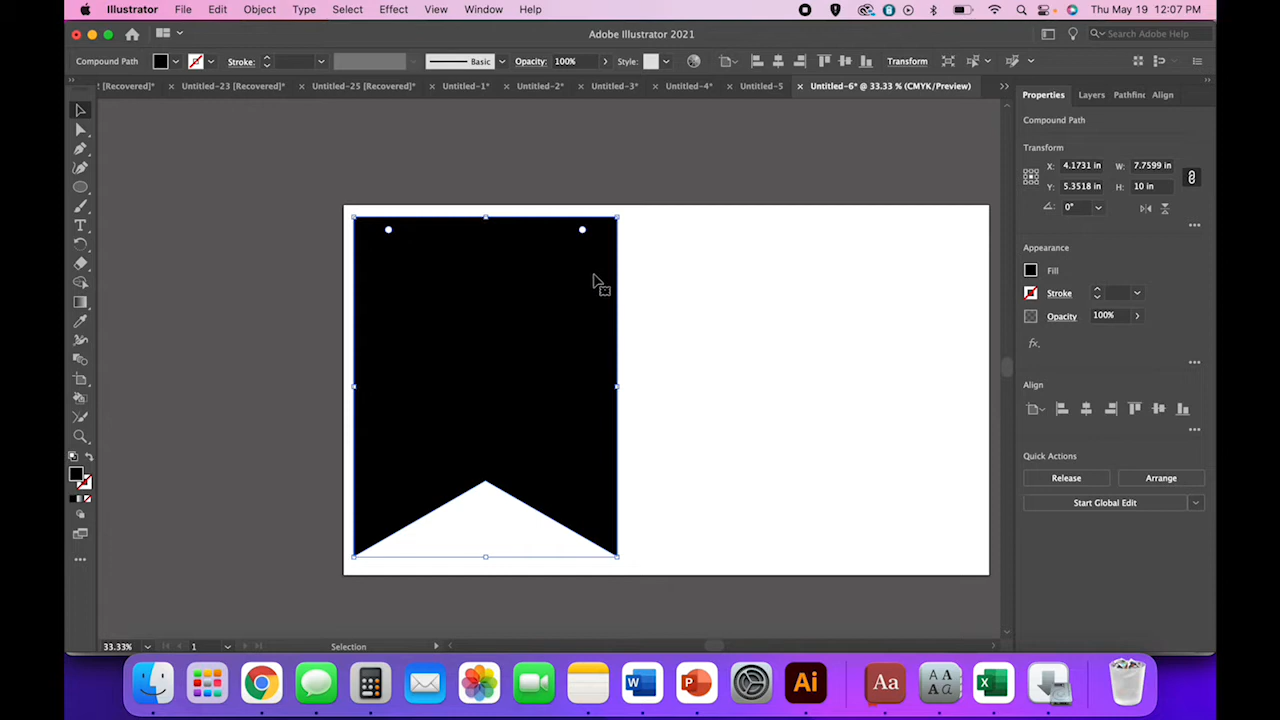 Illustrator File Edit Object Type Select Effect View Window Help Thu May 19 12:07 PM
Adobe Illustrator 2021 Search Adobe Help
Compound Path Stroke: Basic Opacity: 100% Style: Transform
[Recovered]* × Untitled-23 [Recovered]* × Untitled-25 [Recovered]* × Untitled-1* × Untitled-2* × Untitled-3* × Untitled-4* × Untitled-5 × Untitled-6* @ 33.33 % (CMYK/Preview)
Properties Layers Pathfinc Align
Compound Path
Transform
X: 4.1731 in W: 7.7599 in
Y: 5.3518 in H: 10 in
0°
Appearance
Fill
Stroke
Opacity 100%
fx.
Align
Quick Actions
Release Arrange
Start Global Edit
33.33% 1 Selection
Ai Aa A A a A